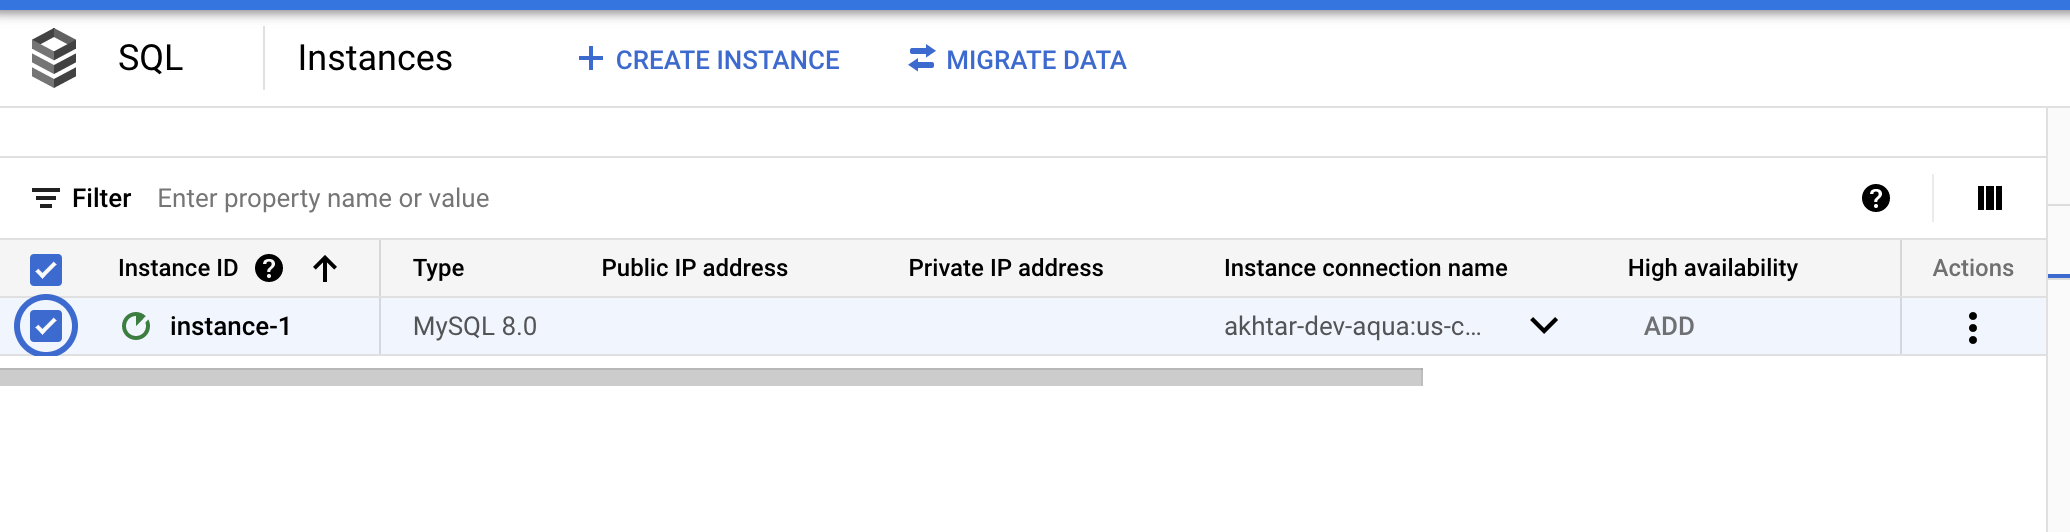 SQL Instances CREATE INSTANCE MIGRATE DATA
Filter Enter property name or value
Instance ID Type Public IP address Private IP address Instance connection name High availability Actions
instance-1 MySQL 8.0 akhtar-dev-aqua:us-c... ADD